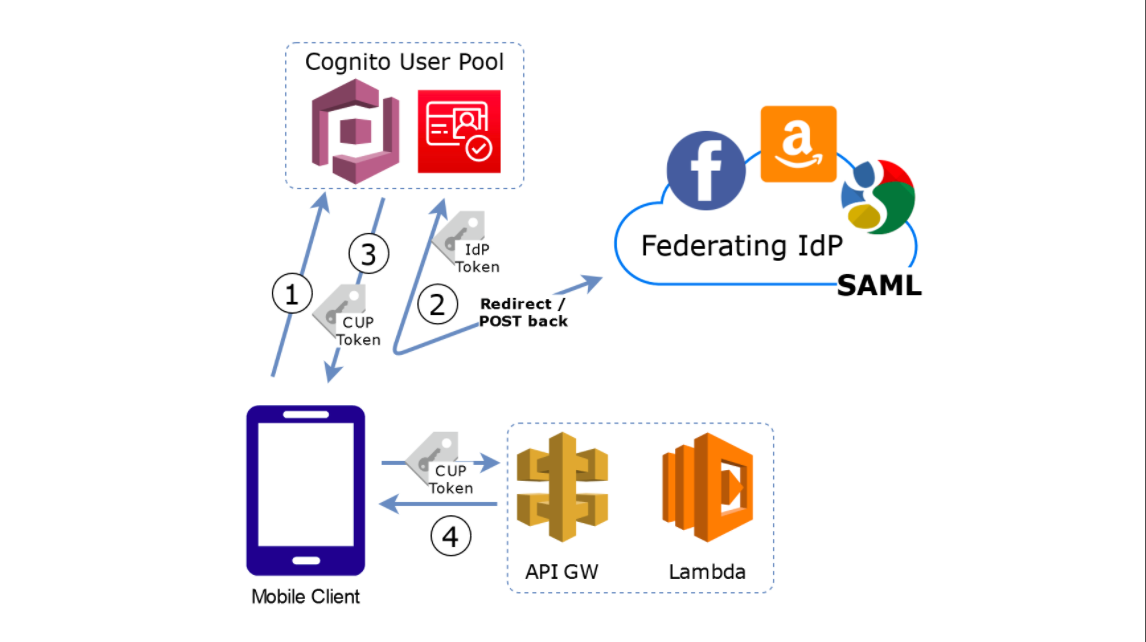 Cognito User Pool
1
3
CUP
Token
IdP
Token
2
Redirect /
POST back
f
a
Federating IdP
SAML
CUP
Token
4
API GW
Lambda
Mobile Client